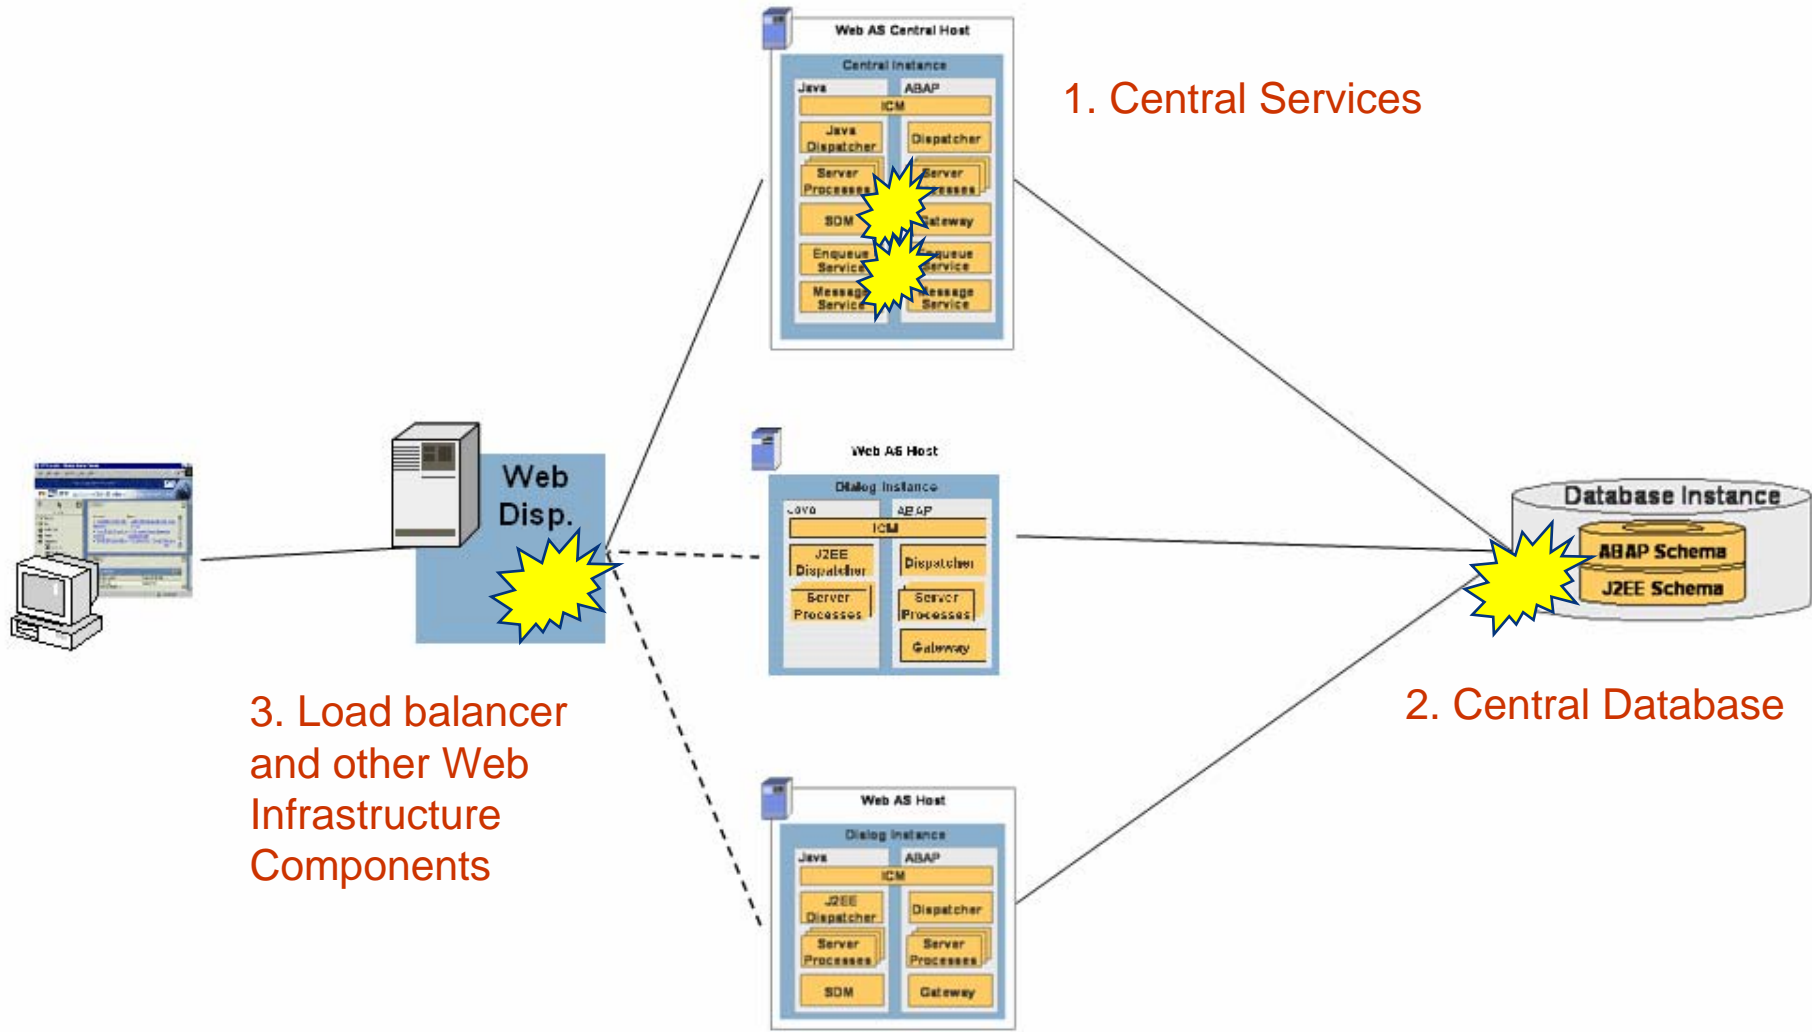 Web AS Central Host
Central Instance
Java
ABAP
ICM
Java
Dispatcher
Dispatcher
Server
Processes
Server
SDM
Gateway
Enqueue
Service
Enqueue
Service
Message
Service
Message
Service
1. Central Services
Web AS Host
Dialog Instance
Java
ABAP
ICM
J2EE
Dispatcher
Dispatcher
Server
Processes
Server
Processes
Gateway
Web
Disp.
Database Instance
ABAP Schema
J2EE Schema
3. Load balancer
and other Web
Infrastructure
Components
2. Central Database
Web AS Host
Dialog Instance
Java
ABAP
ICM
J2EE
Dispatcher
Dispatcher
Server
Processes
Server
Processes
SDM
Gateway